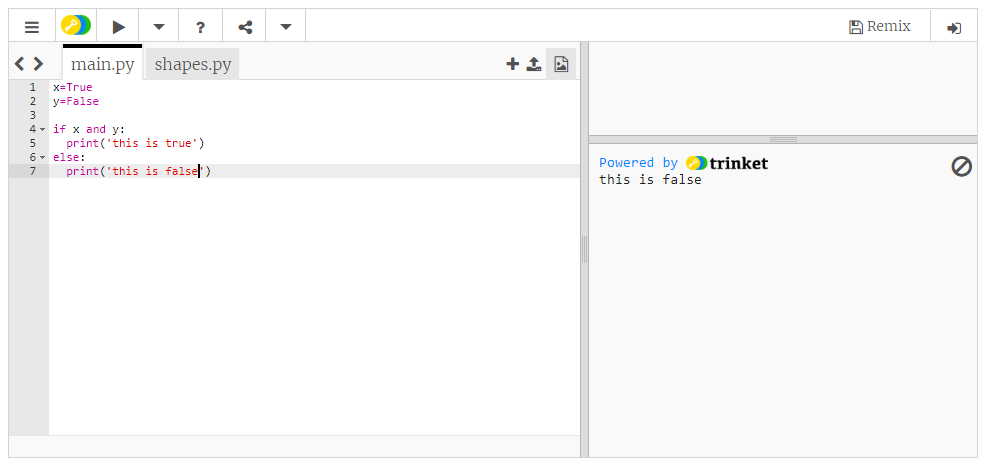 ? Remix
main.py shapes.py
1 x=True
2 y=False
3
4 if x and y:
5 print('this is true')
6 else:
7 print('this is false')
Powered by trinket
this is false